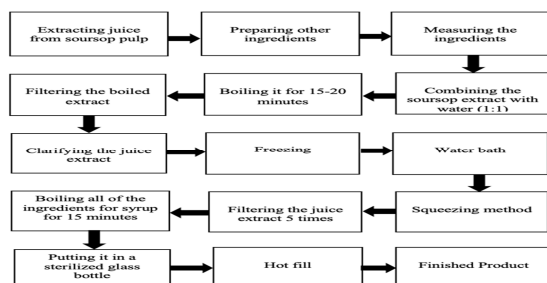 Extracting juice
from soursop pulp
Preparing other
ingredients
Measuring the
ingredients
Combining the
soursop extract with
water (1:1)
Boiling it for 15-20
minutes
Filtering the boiled
extract
Clarifying the juice
extract
Freezing
Water bath
Squeezing method
Filtering the juice
extract 5 times
Boiling all of the
ingredients for syrup
for 15 minutes
Putting it in a
sterilized glass
bottle
Hot fill
Finished Product